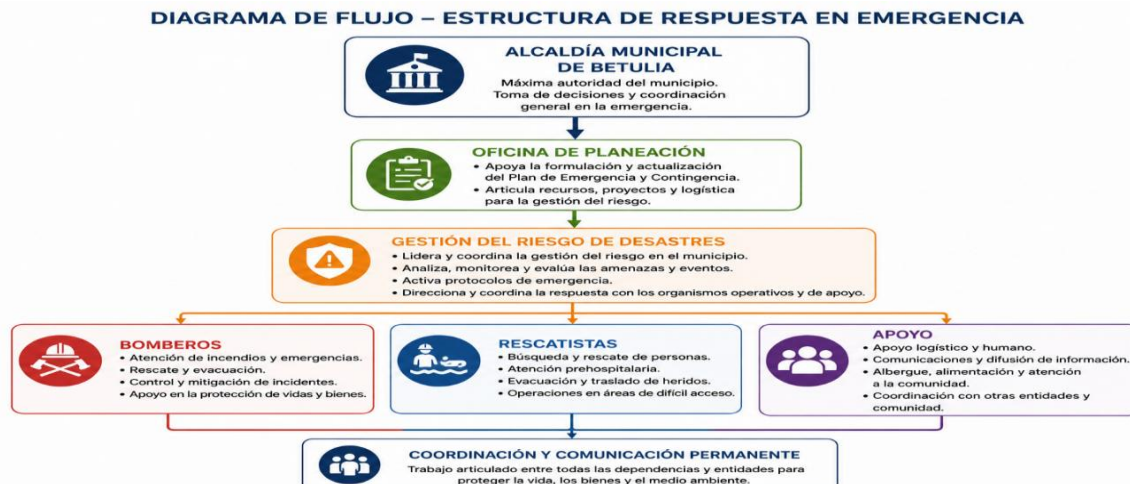 DIAGRAMA DE FLUJO – ESTRUCTURA DE RESPUESTA EN EMERGENCIA
ALCALDÍA MUNICIPAL
DE BETULIA
Máxima autoridad del municipio.
Toma de decisiones y coordinación
general en la emergencia.
OFICINA DE PLANEACIÓN
• Apoya la formulación y actualización
del Plan de Emergencia y Contingencia.
• Articula recursos, proyectos y logística
para la gestión del riesgo.
GESTIÓN DEL RIESGO DE DESASTRES
• Lidera y coordina la gestión del riesgo en el municipio.
• Analiza, monitorea y evalúa las amenazas y eventos.
• Activa protocolos de emergencia.
• Direcciona y coordina la respuesta con los organismos operativos y de apoyo.
BOMBEROS
• Atención de incendios y emergencias.
• Rescate y evacuación.
• Control y mitigación de incidentes.
• Apoyo en la protección de vidas y bienes.
RESCATISTAS
• Búsqueda y rescate de personas.
• Atención prehospitalaria.
• Evacuación y traslado de heridos.
• Operaciones en áreas de difícil acceso.
APOYO
• Apoyo logístico y humano.
• Comunicaciones y difusión de información.
• Albergue, alimentación y atención
a la comunidad.
• Coordinación con otras entidades y
comunidad.
COORDINACIÓN Y COMUNICACIÓN PERMANENTE
Trabajo articulado entre todas las dependencias y entidades para
proteger la vida, los bienes y el medio ambiente.